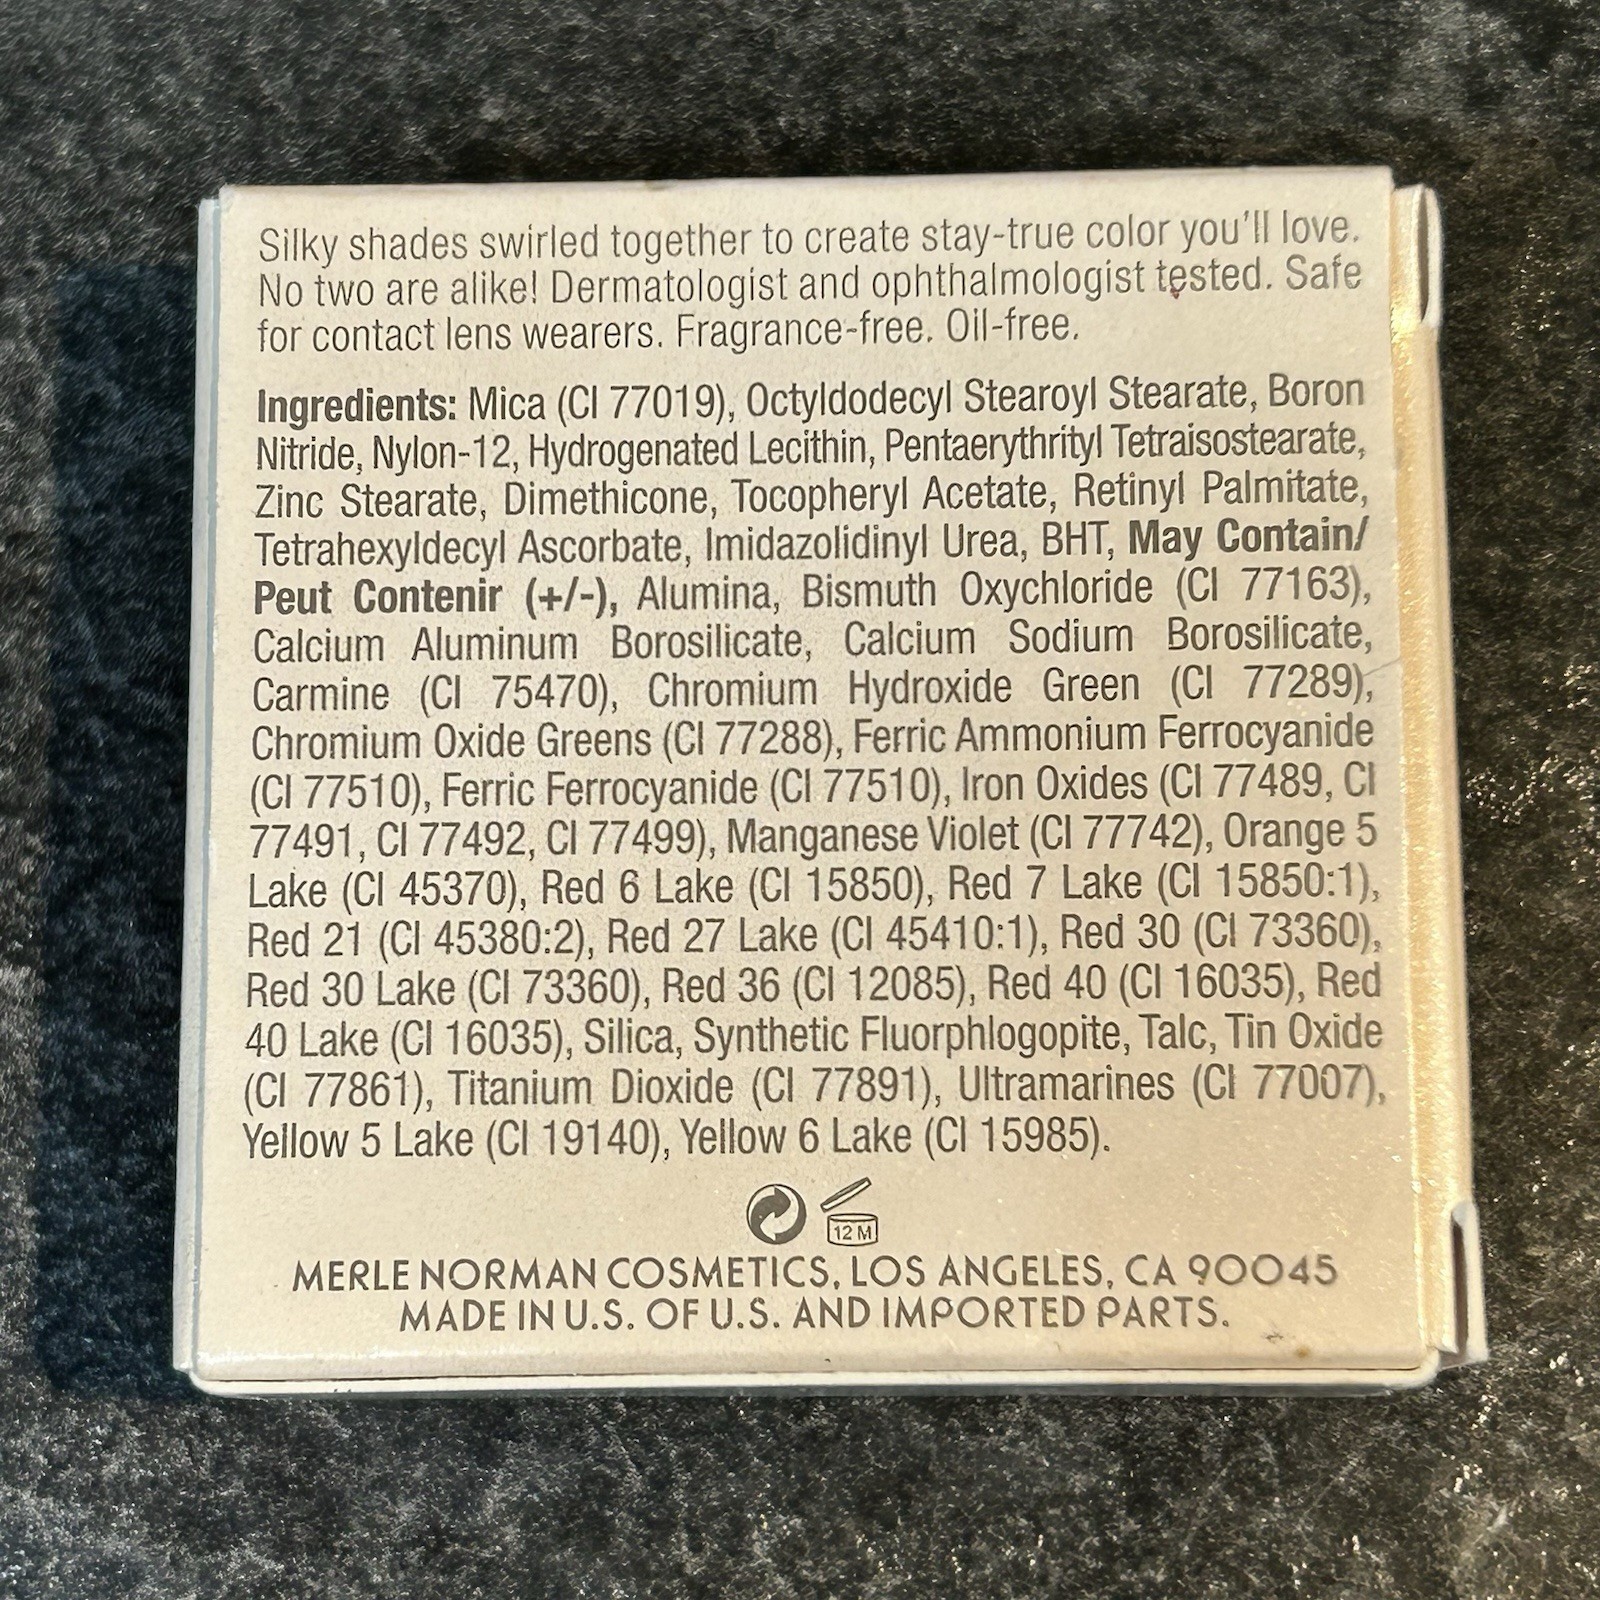 Silky shades swirled together to create stay-true color you'll love.
No two are alike! Dermatologist and ophthalmologist tested. Safe
for contact lens wearers. Fragrance-free. Oil-free.
Ingredients: Mica (CI 77019), Octyldodecyl Stearoyl Stearate, Boron
Nitride, Nylon-12, Hydrogenated Lecithin, Pentaerythrityl Tetraisostearate,
Zinc Stearate, Dimethicone, Tocopheryl Acetate, Retinyl Palmitate,
Tetrahexyldecyl Ascorbate, Imidazolidinyl Urea, BHT, May Contain/
Peut Contenir (+/-), Alumina, Bismuth Oxychloride (CI 77163),
Calcium Aluminum Borosilicate, Calcium Sodium Borosilicate,
Carmine (CI 75470), Chromium Hydroxide Green (CI 77289),
Chromium Oxide Greens (CI 77288), Ferric Ammonium Ferrocyanide
(CI 77510), Ferric Ferrocyanide (CI 77510), Iron Oxides (CI 77489, CI
77491, CI 77492, CI 77499), Manganese Violet (CI 77742), Orange 5
Lake (CI 45370), Red 6 Lake (CI 15850), Red 7 Lake (CI 15850:1),
Red 21 (CI 45380:2), Red 27 Lake (CI 45410:1), Red 30 (CI 73360),
Red 30 Lake (CI 73360), Red 36 (CI 12085), Red 40 (CI 16035), Red
40 Lake (CI 16035), Silica, Synthetic Fluorphlogopite, Talc, Tin Oxide
(CI 77861), Titanium Dioxide (CI 77891), Ultramarines (CI 77007),
Yellow 5 Lake (CI 19140), Yellow 6 Lake (CI 15985).
12 M
MERLE NORMAN COSMETICS, LOS ANGELES, CA 90045
MADE IN U.S. OF U.S. AND IMPORTED PARTS.